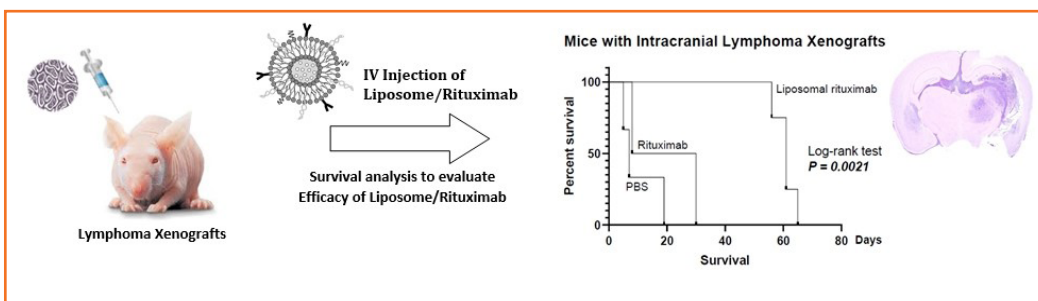 IV Injection of
Liposome/Rituximab
Survival analysis to evaluate
Efficacy of Liposome/Rituximab
Lymphoma Xenografts
Mice with Intracranial Lymphoma Xenografts
Percent survival
100
50
0
Liposomal rituximab
Rituximab
PBS
Log-rank test
P = 0.0021
0 20 40 60 80 Days
Survival